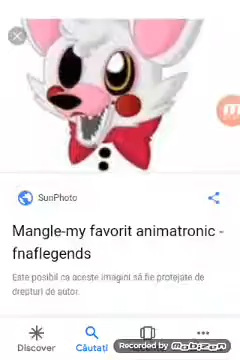 SunPhoto
Mangle-my favorit animatronic -
fnaflegends
Este posibil ca aceste imagini să fie protejate de
drepturi de autor.
Discover
Căutați
Recorded by mobizen